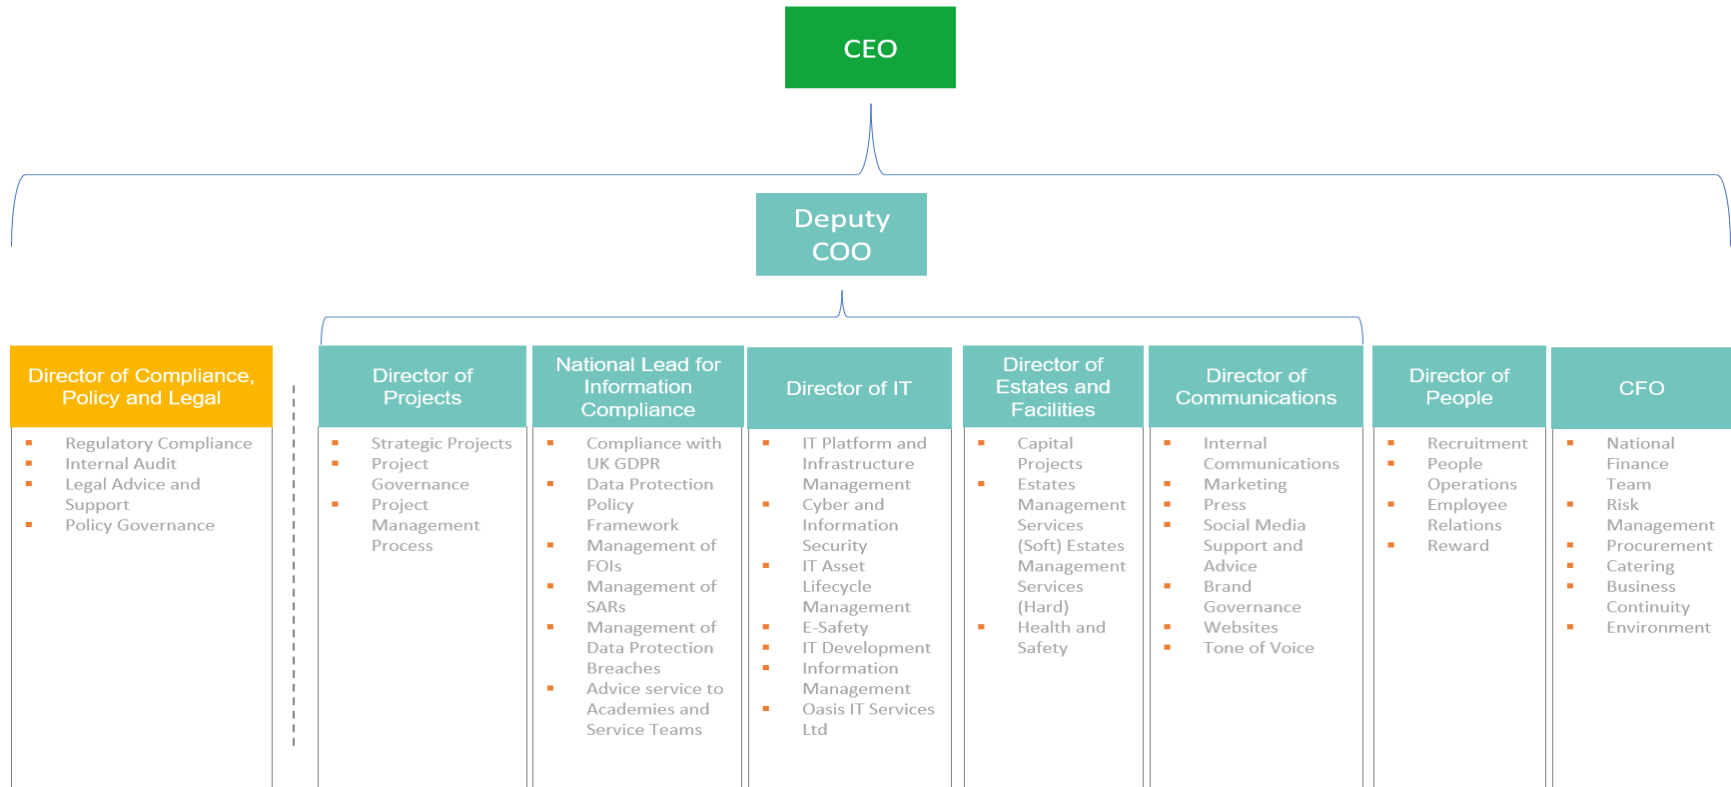 CEO
Deputy
COO
Director of Compliance,
Policy and Legal
Regulatory Compliance
Internal Audit
Legal Advice and
Support
Policy Governance
Director of
Projects
Strategic Projects
Project
Governance
Project
Management
Process
National Lead for
Information
Compliance
Compliance with
UK GDPR
Data Protection
Policy
Framework
Management of
FOIs
Management of
SARs
Management of
Data Protection
Breaches
Advice service to
Academies and
Service Teams
Director of IT
IT Platform and
Infrastructure
Management
Cyber and
Information
Security
IT Asset
Lifecycle
Management
E-Safety
IT Development
Information
Management
Oasis IT Services
Ltd
Director of
Estates and
Facilities
Capital
Projects
Estates
Management
Services
(Soft) Estates
Management
Services
(Hard)
Health and
Safety
Director of
Communications
Internal
Communications
Marketing
Press
Social Media
Support and
Advice
Brand
Governance
Websites
Tone of Voice
Director of
People
Recruitment
People
Operations
Employee
Relations
Reward
CFO
National
Finance
Team
Risk
Management
Procurement
Catering
Business
Continuity
Environment